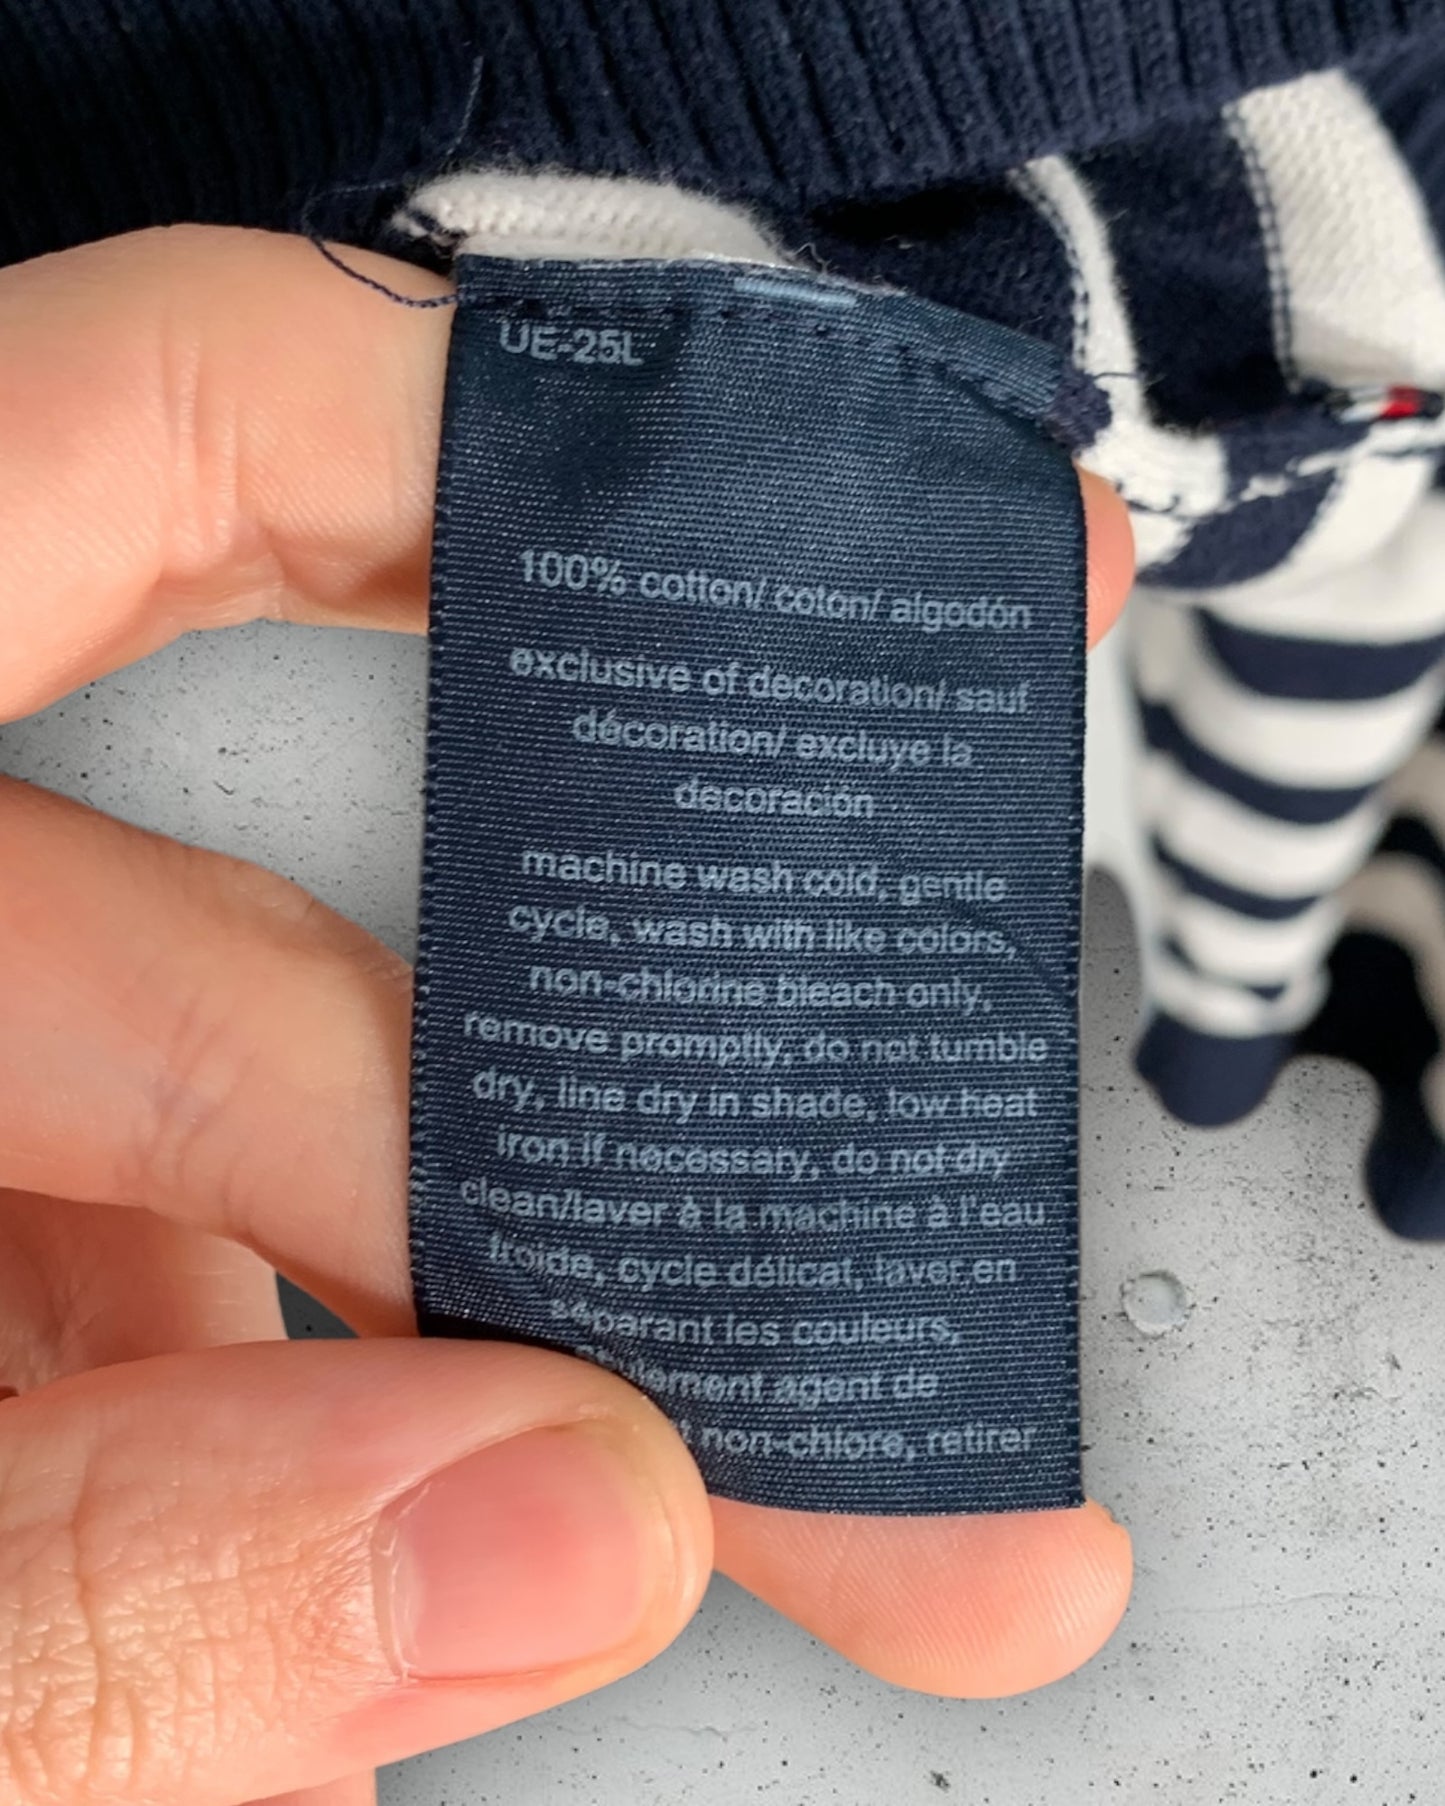 UE-25L
100% cotton/ coton/ algodón
exclusive of decoration/ sauf
décoration/ excluye la
decoración
machine wash cold, gentle
cycle, wash with like colors,
non-chlorine bleach only,
remove promptly, do not tumble
dry, line dry in shade, low heat
iron if necessary, do not dry
clean/laver à la machine à l'eau
froide, cycle délicat, laver en
séparant les couleurs,
agent de
non-chlore, retirer